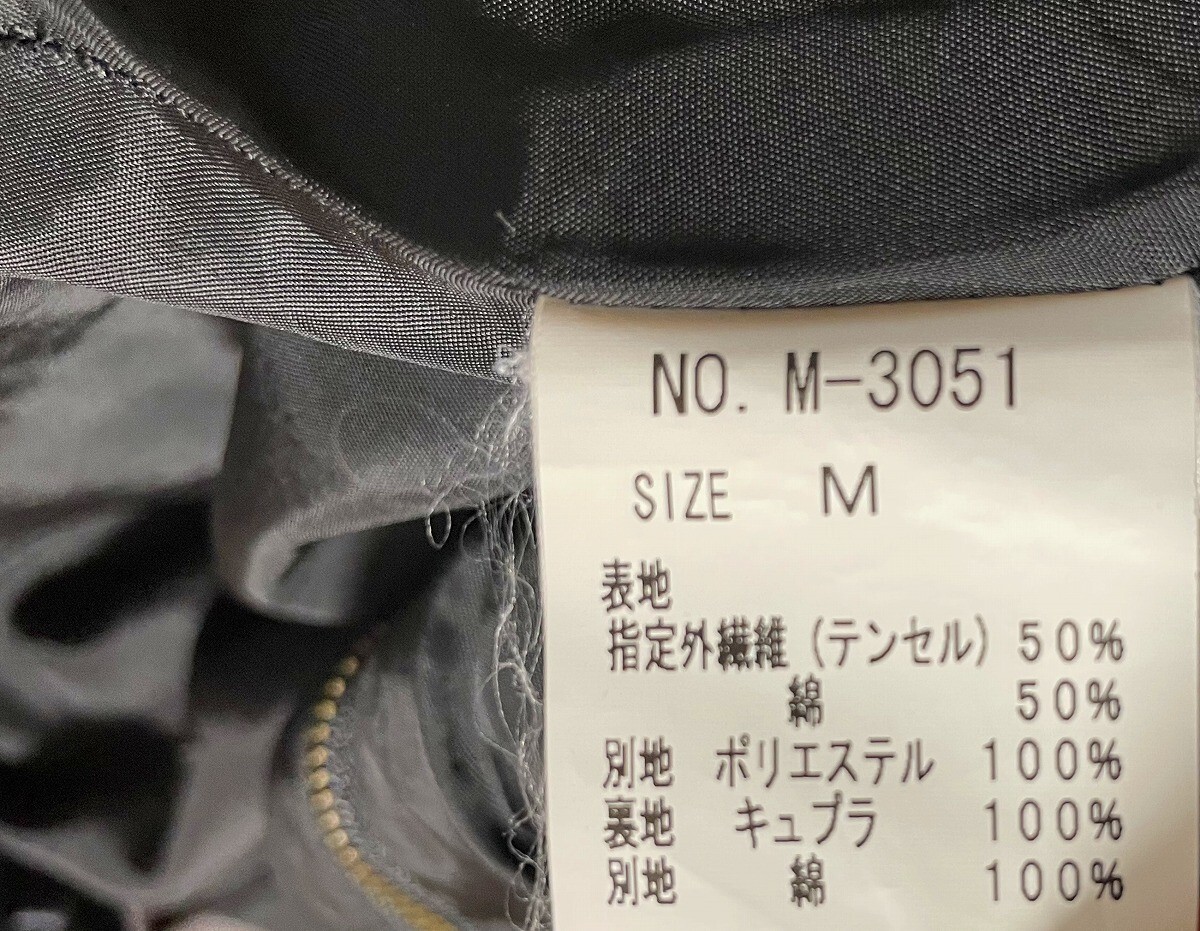 NO. M-3051
SIZE M
表地
指定外繊維 (テンセル) 50%
綿 50%
別地 ポリエステル 100%
裏地 キュプラ 100%
別地 綿 100%